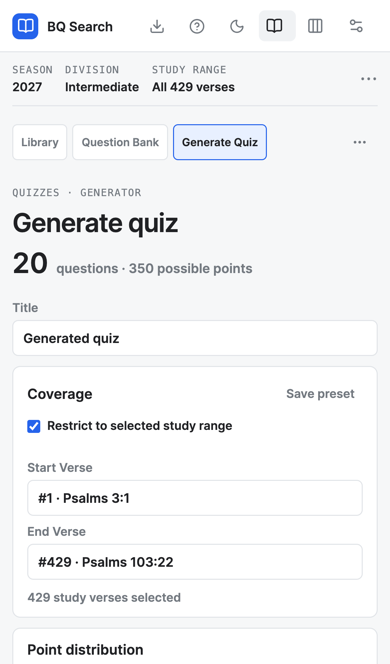 BQ Search
SEASON DIVISION STUDY RANGE
2027 Intermediate All 429 verses
Library Question Bank Generate Quiz
QUIZZES · GENERATOR
Generate quiz
20 questions · 350 possible points
Title
Generated quiz
Coverage Save preset
Restrict to selected study range
Start Verse
#1 · Psalms 3:1
End Verse
#429 · Psalms 103:22
429 study verses selected
Point distribution